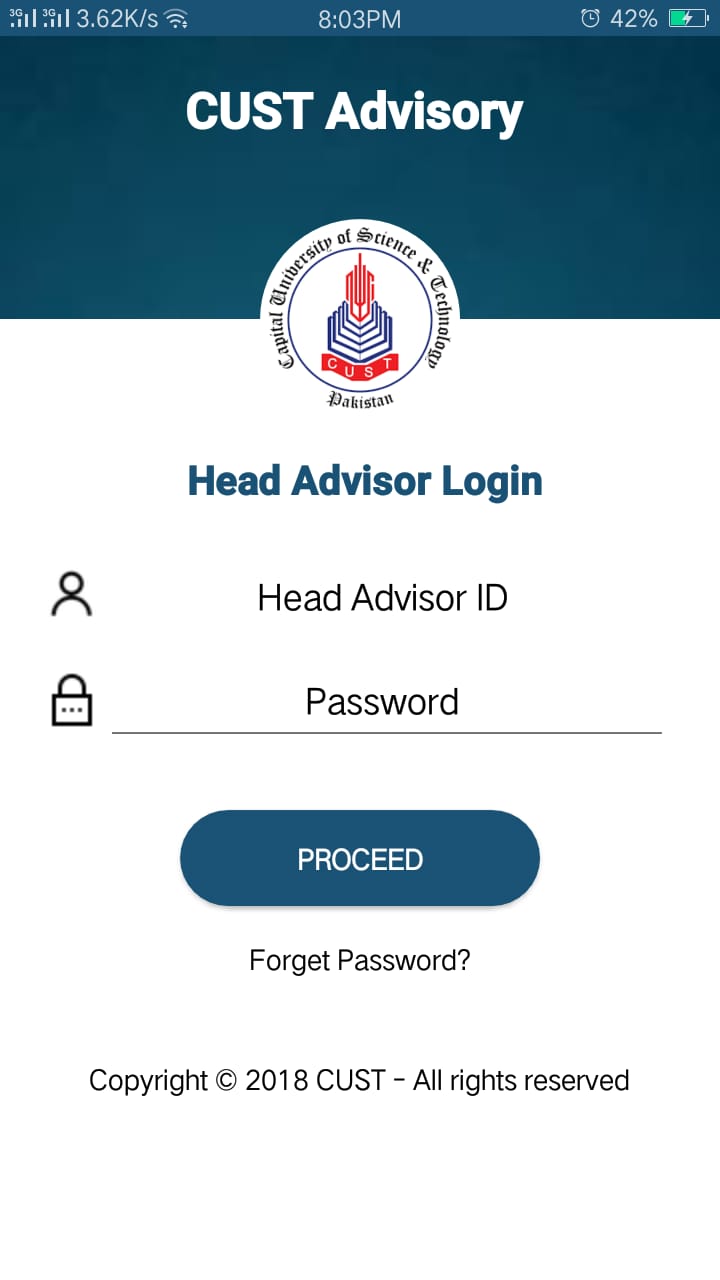 3G 3G 3.62K/s 8:03PM 42%
CUST Advisory
Capital University of Science & Technology
CUST
Pakistan
Head Advisor Login
Head Advisor ID
Password
PROCEED
Forget Password?
Copyright © 2018 CUST - All rights reserved